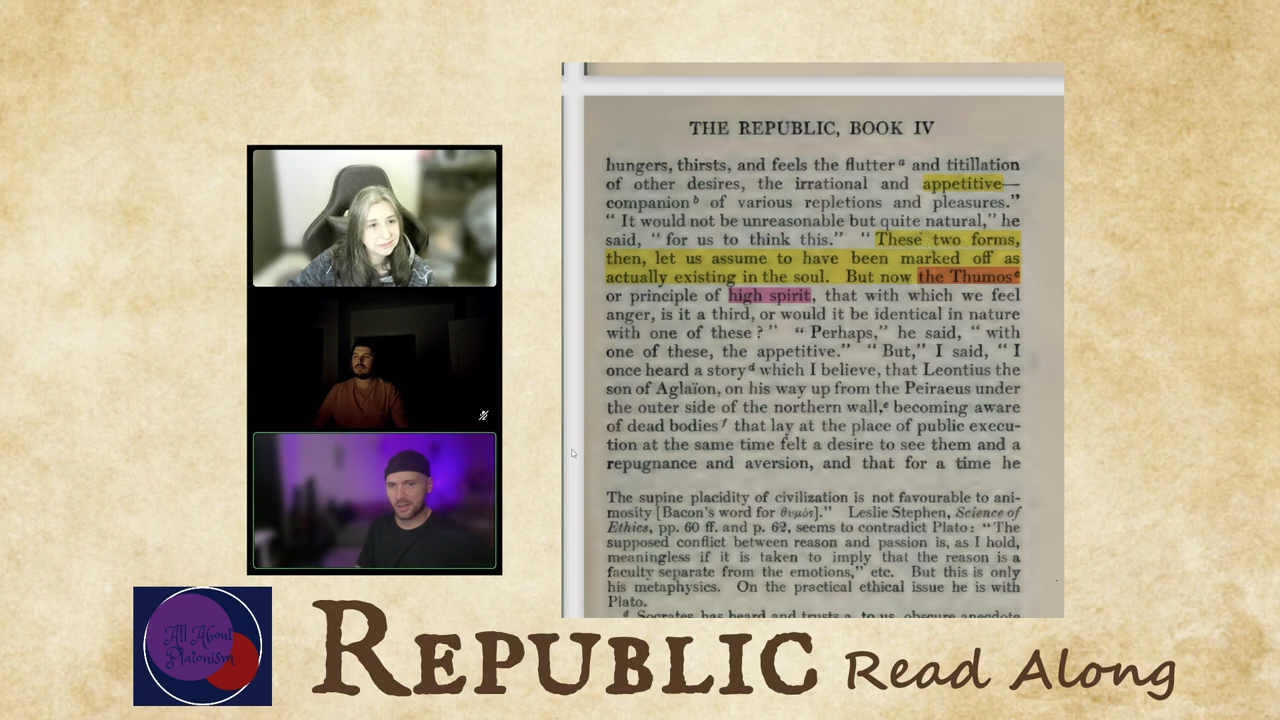 THE REPUBLIC, BOOK IV
hungers, thirsts, and feels the flutter ᵃ and titillation
of other desires, the irrational and appetitive—
companion ᵇ of various repletions and pleasures.”
“ It would not be unreasonable but quite natural,” he
said, “ for us to think this.” “ These two forms,
then, let us assume to have been marked off as
actually existing in the soul. But now the Thumos ᶜ
or principle of high spirit, that with which we feel
anger, is it a third, or would it be identical in nature
with one of these ? ” “ Perhaps,” he said, “ with
one of these, the appetitive.” “ But,” I said, “ I
once heard a story ᵈ which I believe, that Leontius the
son of Aglaïon, on his way up from the Peiraeus under
the outer side of the northern wall,ᵉ becoming aware
of dead bodies ᶠ that lay at the place of public execu-
tion at the same time felt a desire to see them and a
repugnance and aversion, and that for a time he
The supine placidity of civilization is not favourable to ani-
mosity [Bacon’s word for θυμός].” Leslie Stephen, Science of
Ethics, pp. 60 ff. and p. 62, seems to contradict Plato : “ The
supposed conflict between reason and passion is, as I hold,
meaningless if it is taken to imply that the reason is a
faculty separate from the emotions,” etc. But this is only
his metaphysics. On the practical ethical issue he is with
Plato.
ᵈ Socrates has heard and trusts a, to us, obscure anecdote
All About
Platonism
REPUBLIC Read Along